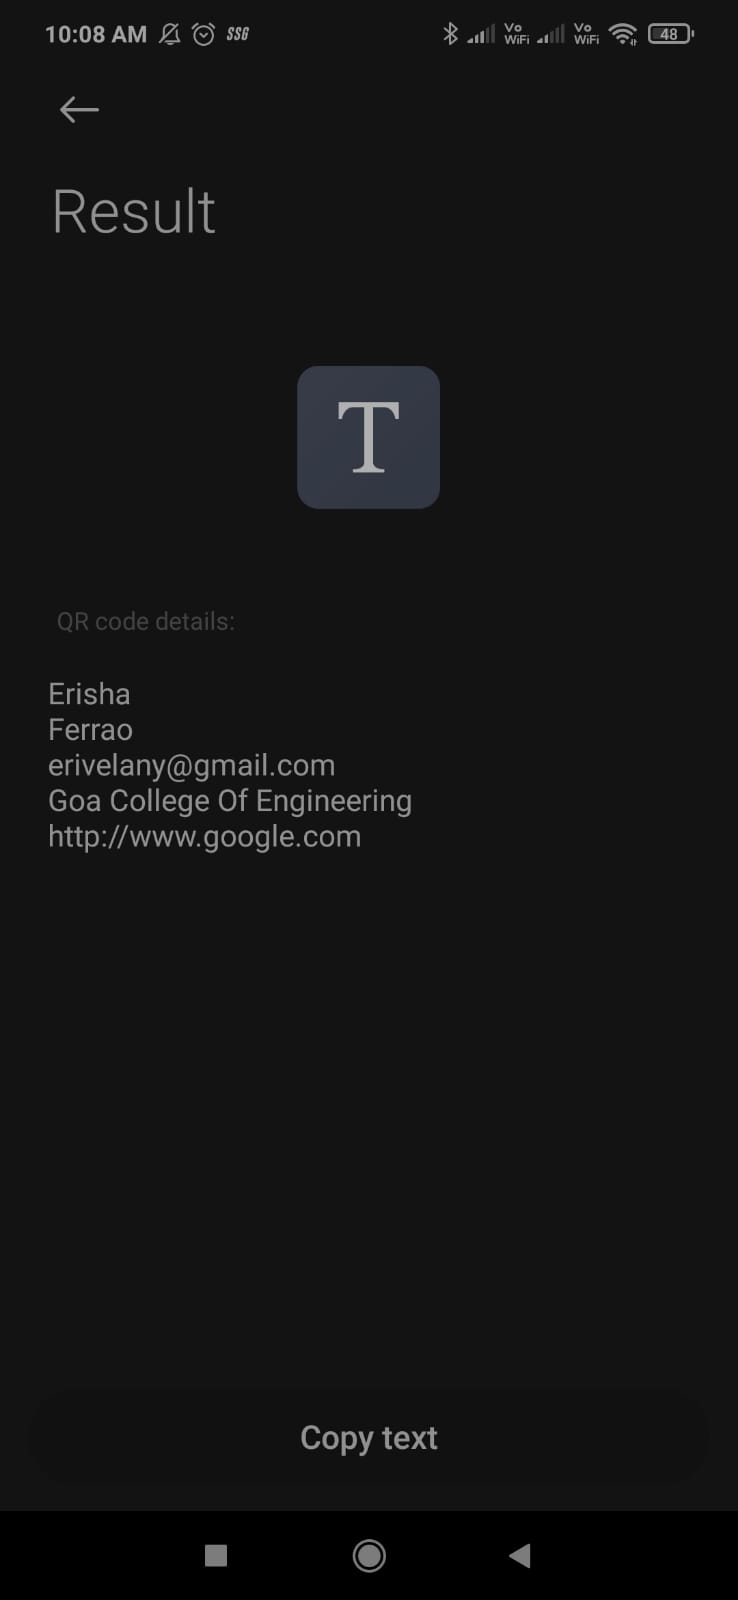 10:08 AM SSG Vo WiFi Vo WiFi 48
Result
T
QR code details:
Erisha
Ferrao
erivelany@gmail.com
Goa College Of Engineering
http://www.google.com
Copy text